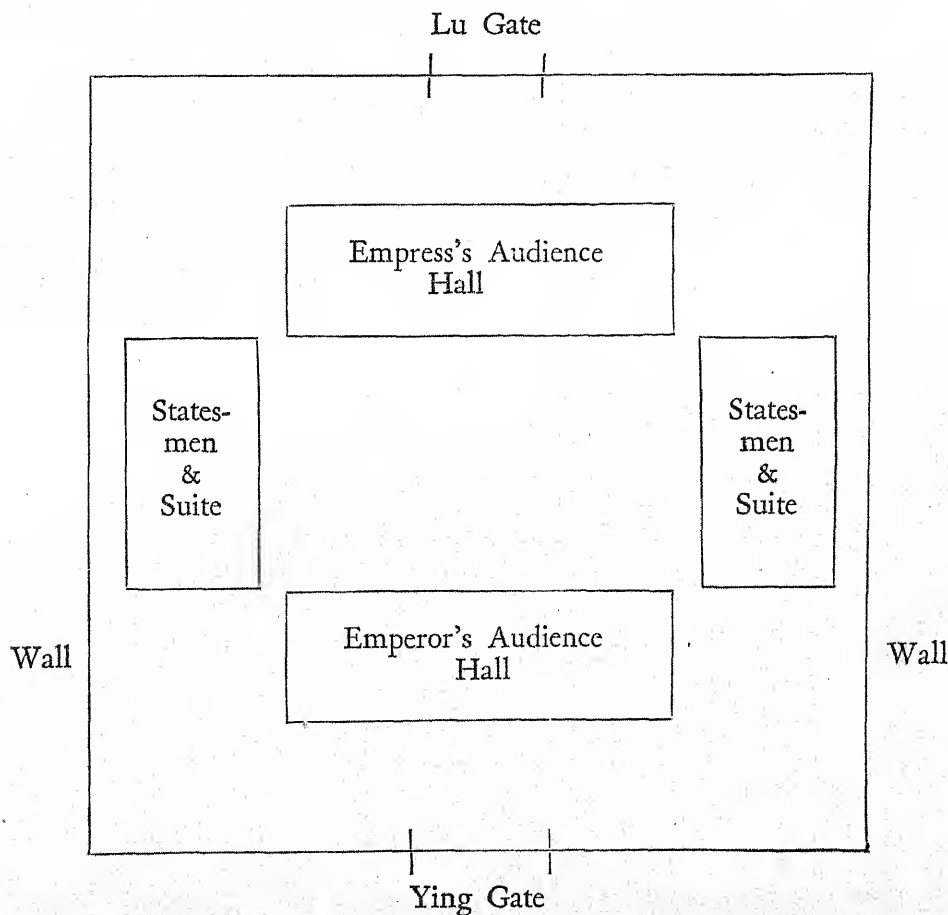 Lu Gate
Empress's Audience
Hall
States-
men
&
Suite
States-
men
&
Suite
Emperor's Audience
Hall
Wall
Wall
Ying Gate